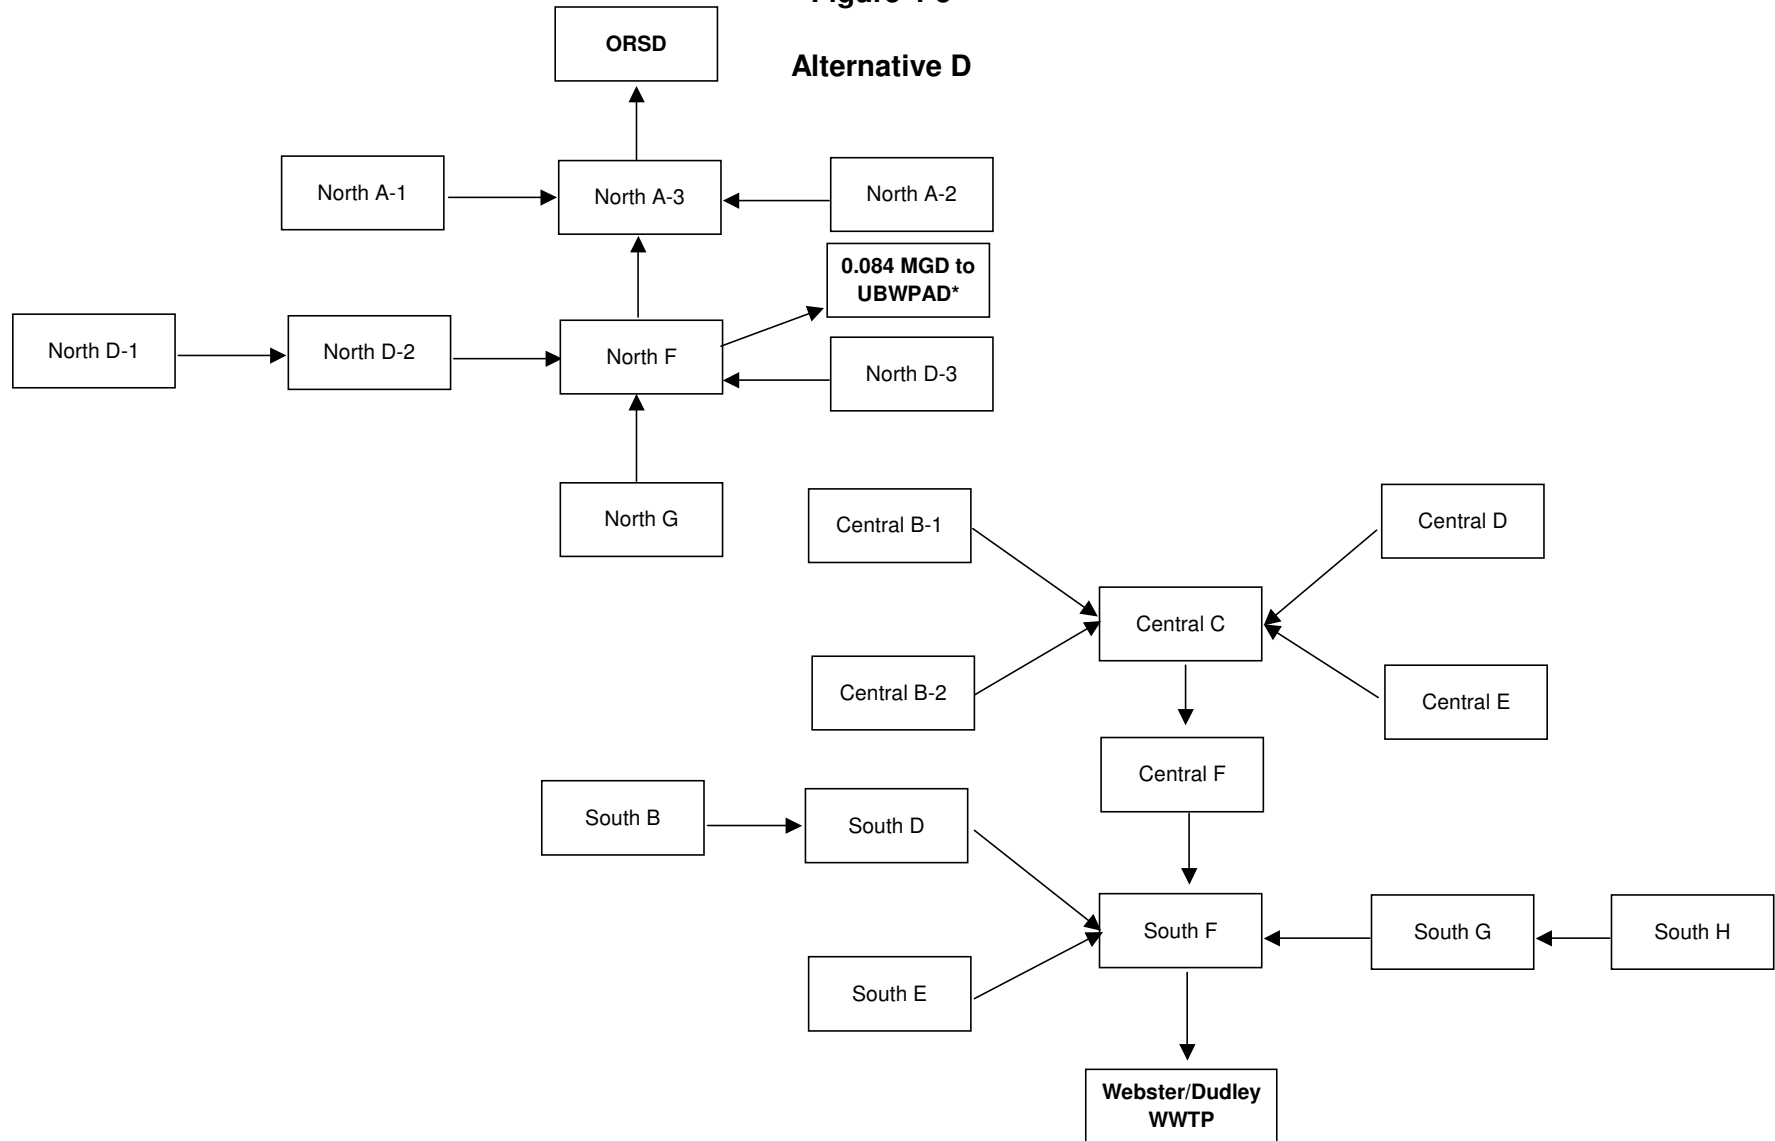 ORSD
Alternative D
North A-1
North A-3
North A-2
0.084 MGD to
UBWPAD*
North D-1
North D-2
North F
North D-3
North G
Central B-1
Central D
Central C
Central B-2
Central E
Central F
South B
South D
South F
South G
South H
South E
Webster/Dudley
WWTP